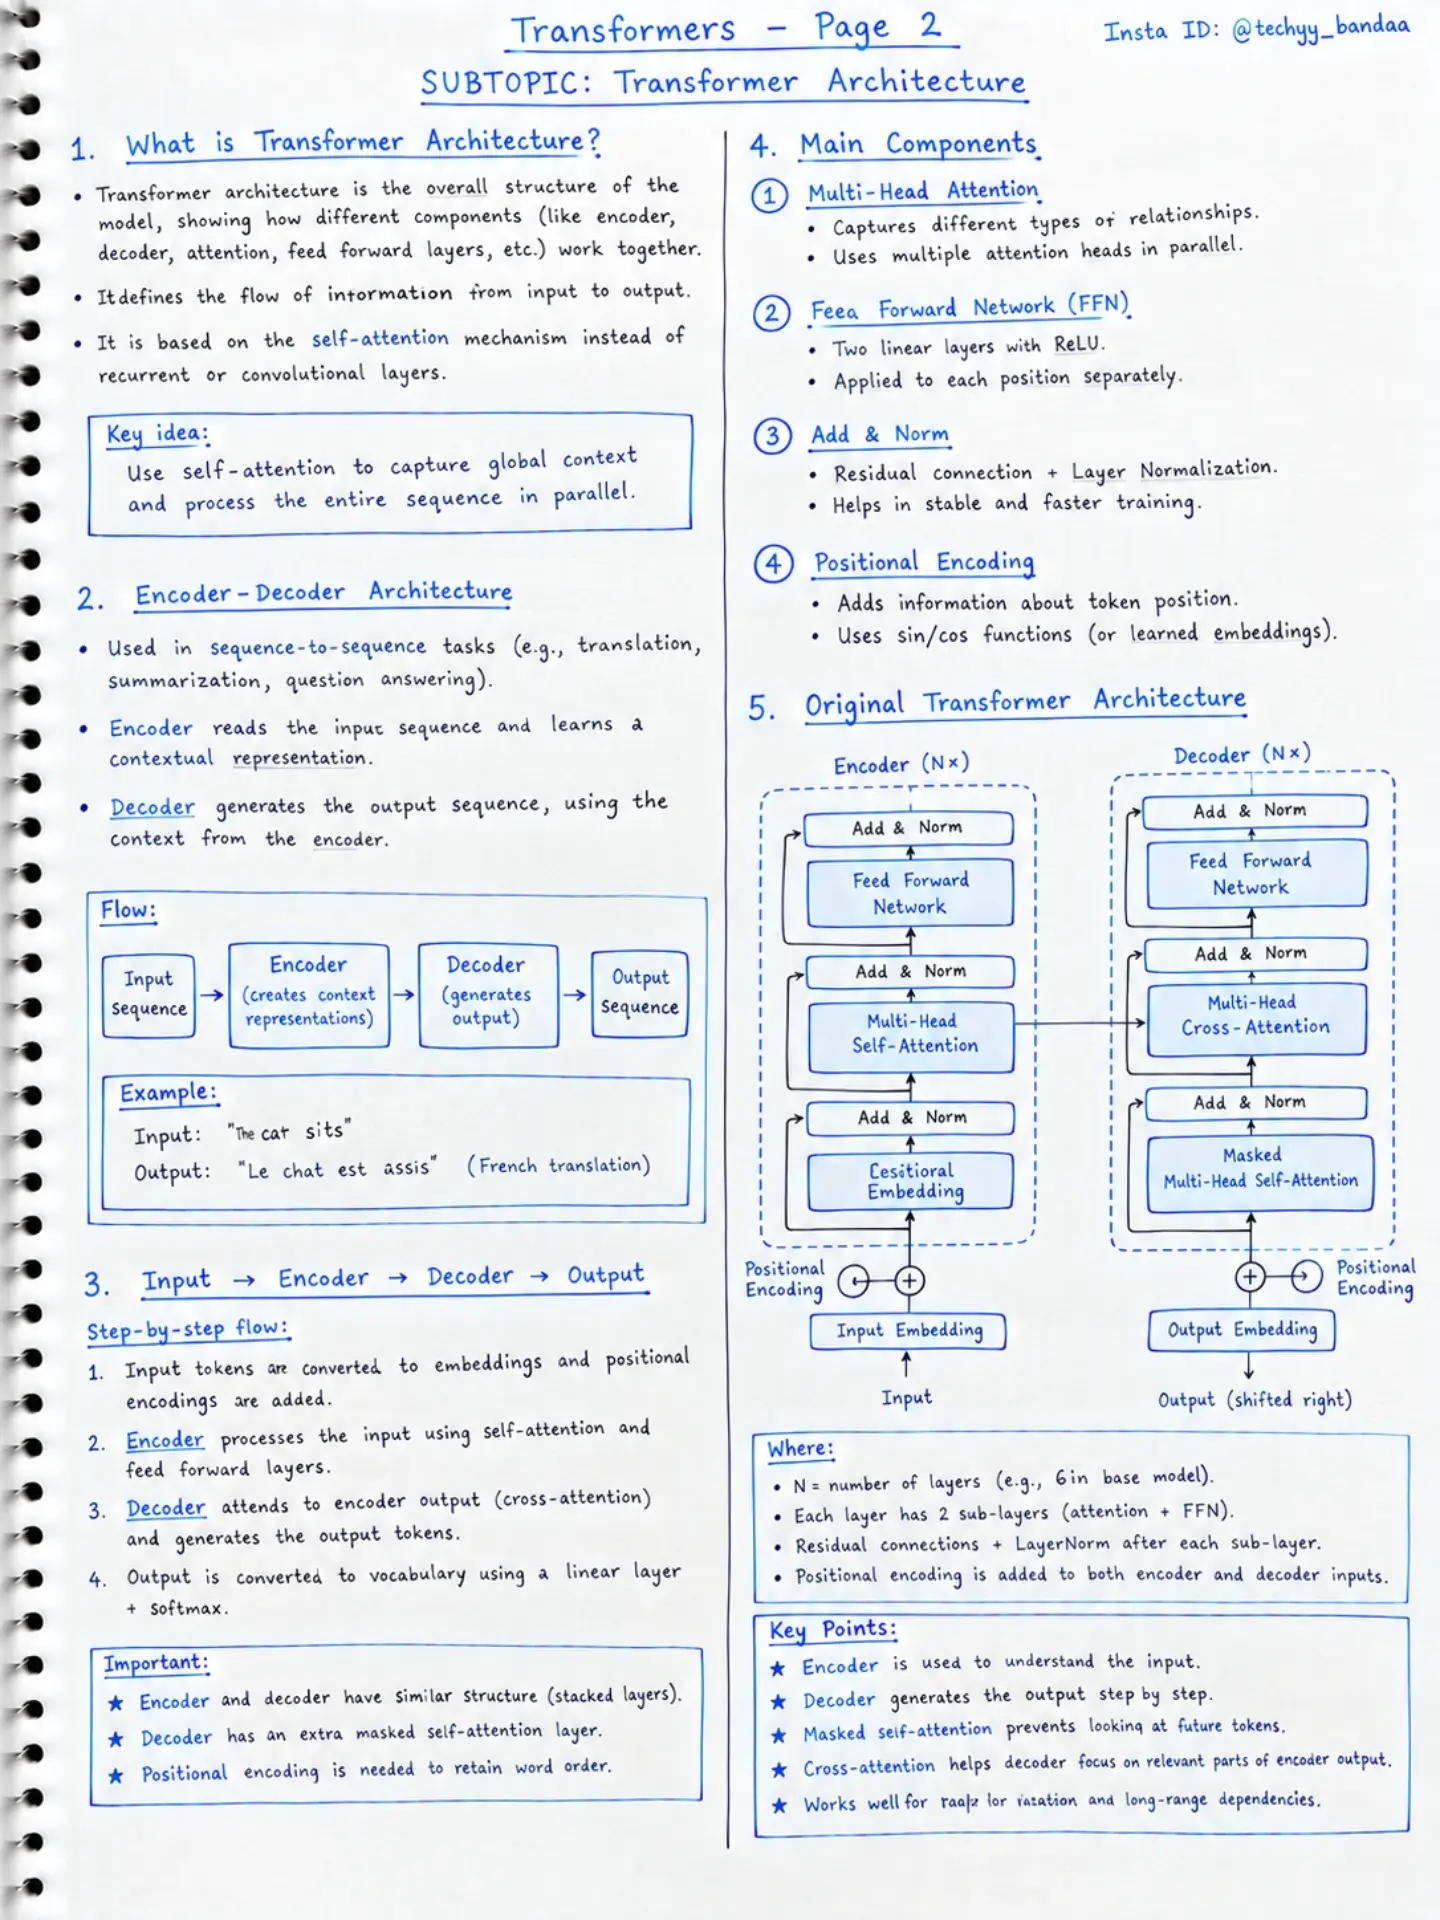 Transformers - Page 2
Insta ID: @techyy_bandaa
SUBTOPIC: Transformer Architecture
1. What is Transformer Architecture?
• Transformer architecture is the overall structure of the
model, showing how different components (like encoder,
decoder, attention, feed forward layers, etc.) work together.
• It defines the flow of information from input to output.
• It is based on the self-attention mechanism instead of
recurrent or convolutional layers.
Key idea:
Use self-attention to capture global context
and process the entire sequence in parallel.
2. Encoder-Decoder Architecture
• Used in sequence-to-sequence tasks (e.g., translation,
summarization, question answering).
• Encoder reads the input sequence and learns a
contextual representation.
• Decoder generates the output sequence, using the
context from the encoder.
Flow:
Input
Sequence
→
Encoder
(creates context
representations)
→
Decoder
(generates
output)
→
Output
Sequence
Example:
Input: "The cat sits"
Output: "Le chat est assis" (French translation)
3. Input → Encoder → Decoder → Output
Step-by-step flow:
1. Input tokens are converted to embeddings and positional
encodings are added.
2. Encoder processes the input using self-attention and
feed forward layers.
3. Decoder attends to encoder output (cross-attention)
and generates the output tokens.
4. Output is converted to vocabulary using a linear layer
+ softmax.
Important:
★ Encoder and decoder have similar structure (stacked layers).
★ Decoder has an extra masked self-attention layer.
★ Positional encoding is needed to retain word order.
4. Main Components
1 Multi-Head Attention
• Captures different types of relationships.
• Uses multiple attention heads in parallel.
2 Feea Forward Network (FFN)
• Two linear layers with ReLU.
• Applied to each position separately.
3 Add & Norm
• Residual connection + Layer Normalization.
• Helps in stable and faster training.
4 Positional Encoding
• Adds information about token position.
• Uses sin/cos functions (or learned embeddings).
5. Original Transformer Architecture
Encoder (N×)
Add & Norm
Feed Forward
Network
Add & Norm
Multi-Head
Self-Attention
Add & Norm
Embedding
Positional
Encoding
+
Input Embedding
Input
Decoder (N×)
Add & Norm
Feed Forward
Network
Add & Norm
Multi-Head
Cross-Attention
Add & Norm
Masked
Multi-Head Self-Attention
+
Positional
Encoding
Output Embedding
Output (shifted right)
Where:
• N = number of layers (e.g., 6 in base model).
• Each layer has 2 sub-layers (attention + FFN).
• Residual connections + LayerNorm after each sub-layer.
• Positional encoding is added to both encoder and decoder inputs.
Key Points:
★ Encoder is used to understand the input.
★ Decoder generates the output step by step.
★ Masked self-attention prevents looking at future tokens.
★ Cross-attention helps decoder focus on relevant parts of encoder output.
★ Works well for and long-range dependencies.